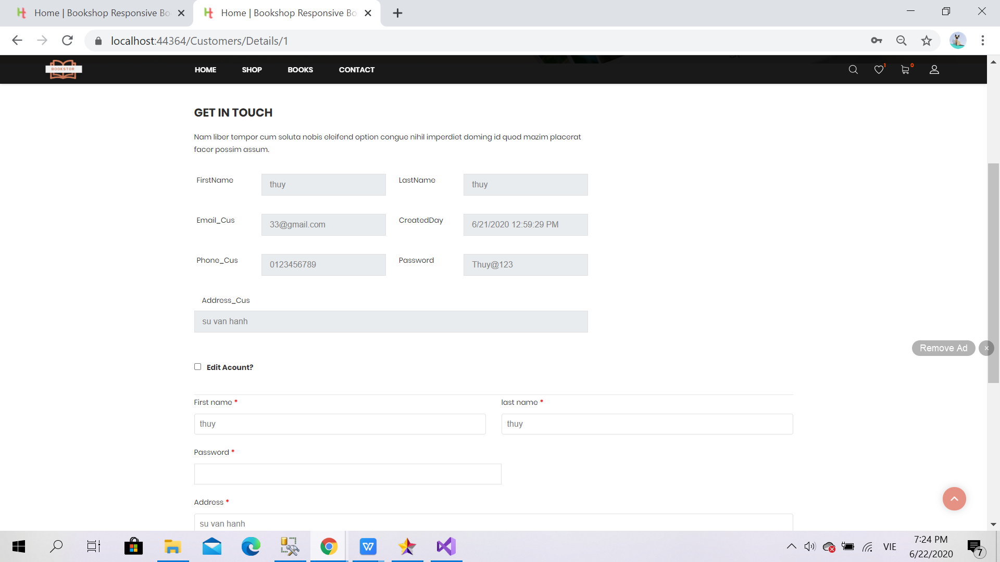 Home | Bookshop Responsive Bo
Home | Bookshop Responsive Bo
localhost:44364/Customers/Details/1
BOOKSTOR
HOME SHOP BOOKS CONTACT
1 0
GET IN TOUCH
Nam liber tempor cum soluta nobis eleifend option congue nihil imperdiet doming id quod mazim placerat
facer possim assum.
FirstName thuy LastName thuy
Email_Cus 33@gmail.com CreatedDay 6/21/2020 12:59:29 PM
Phone_Cus 0123456789 Password Thuy@123
Address_Cus
su van hanh
Remove Ad ×
Edit Acount?
First name * last name *
thuy thuy
Password *
Address *
su van hanh
VIE
7:24 PM
6/22/2020
7